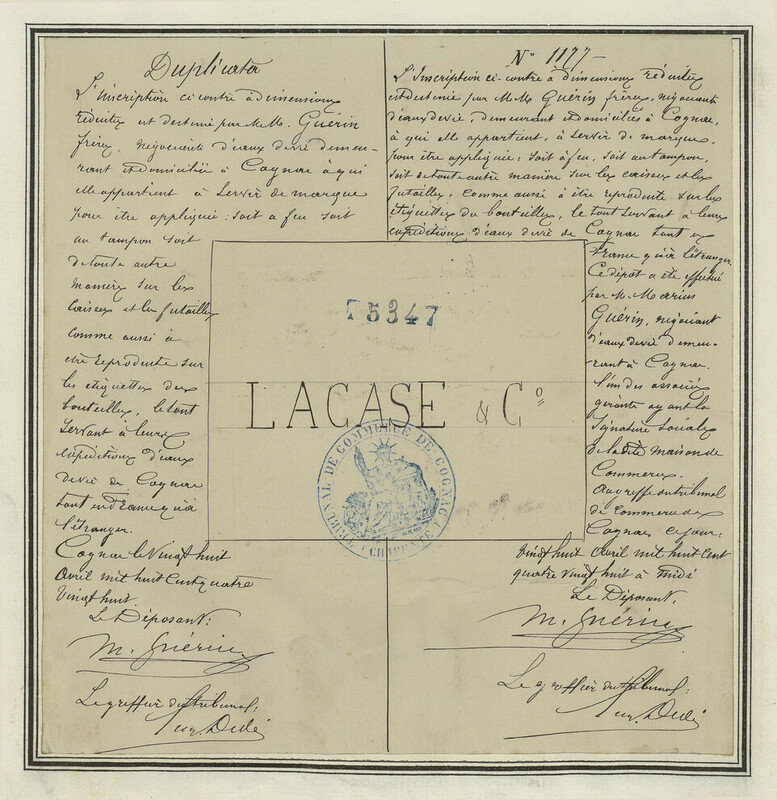 Duplicata
L'inscription ci contre à dimensions
réduites est destinée par M.M. Guérin
frères, négociants d'eaux de vie demeu-
rant et domiciliés à Cognac à qui
elle appartient à servir de marque
pour être appliquée: soit à feu soit
au tampon soit
de toute autre
manière sur les
caisses et les futailles
comme aussi à
être reproduite sur
les étiquettes des
bouteilles, le tout
servant à leurs
expéditions d'eaux
de vie de Cognac
tant en France qu'à
l'étranger.
Cognac le vingt huit
avril mil huit cent quatre
vingt huit.
Le Déposant:
M. Guérin
Le greffier du tribunal:
N° 1177
L'Inscription ci-contre à dimensions réduites
est destinée par M.M. Guérin frères, négociants
d'eaux de vie, demeurant et domiciliés à Cognac,
à qui elle appartient, à servir de marque,
pour être appliquée: soit à feu, soit au tampon,
soit de toute autre manière sur les caisses et les
futailles, comme aussi à être reproduite sur les
étiquettes des bouteilles, le tout servant à leurs
expéditions d'eaux de vie de Cognac tant en
France qu'à l'étranger.
Ce dépôt a été effectué
par M. Marius
Guérin, négociant
d'eaux de vie demeu-
rant à Cognac.
l'un des associés
gérants ayant la
signature sociale
de la dite maison de
Commerce.
Au greffe du tribunal
de commerce de
Cognac ce jour:
vingt huit avril mil huit cent
quatre vingt huit à midi
Le Déposant,
M. Guérin
Le greffier du tribunal:
75347
LACASE & Co
TRIBUNAL DE COMMERCE DE COGNAC
(CHARENTE)